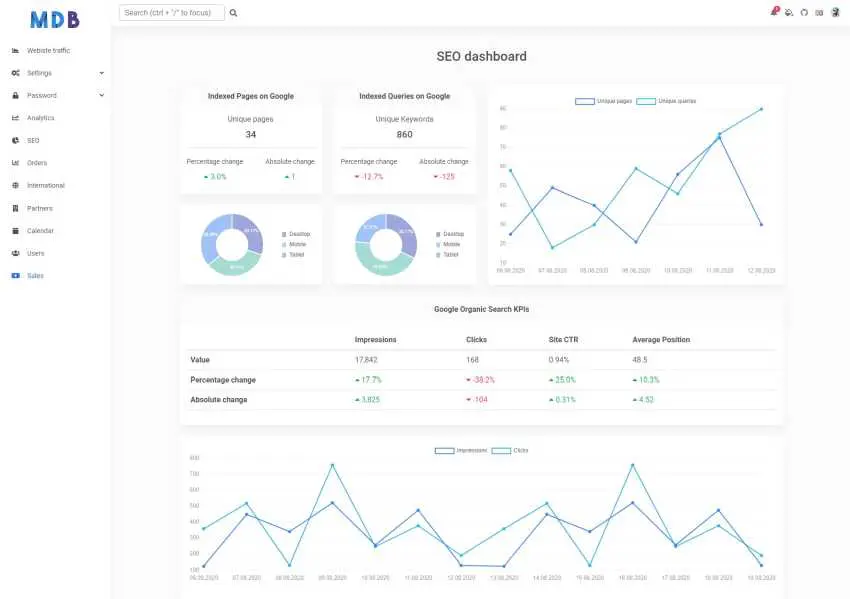 MDB
Search (ctrl + "/" to focus)
Website traffic
Settings
Password
Analytics
SEO
Orders
International
Partners
Calendar
Users
Sales
SEO dashboard
Indexed Pages on Google
Unique pages
34
Percentage change Absolute change
3.0% 1
Indexed Queries on Google
Unique Keywords
860
Percentage change Absolute change
-12.7% -125
Desktop
Mobile
Tablet
Desktop
Mobile
Tablet
Unique pages Unique queries
90
80
70
60
50
40
30
20
10
06.08.2020 07.08.2020 08.08.2020 09.08.2020 10.08.2020 11.08.2020 12.08.2020
Google Organic Search KPIs
Impressions Clicks Site CTR Average Position
Value 17,842 168 0.94% 48.5
Percentage change 17.7% -38.2% 25.0% 10.3%
Absolute change 3,825 -104 0.31% 4.52
Impressions Clicks
800
700
600
500
400
300
200
100
06.08.2020 07.08.2020 08.08.2020 09.08.2020 10.08.2020 11.08.2020 12.08.2020 13.08.2020 14.08.2020 15.08.2020 16.08.2020 17.08.2020 18.08.2020 19.08.2020